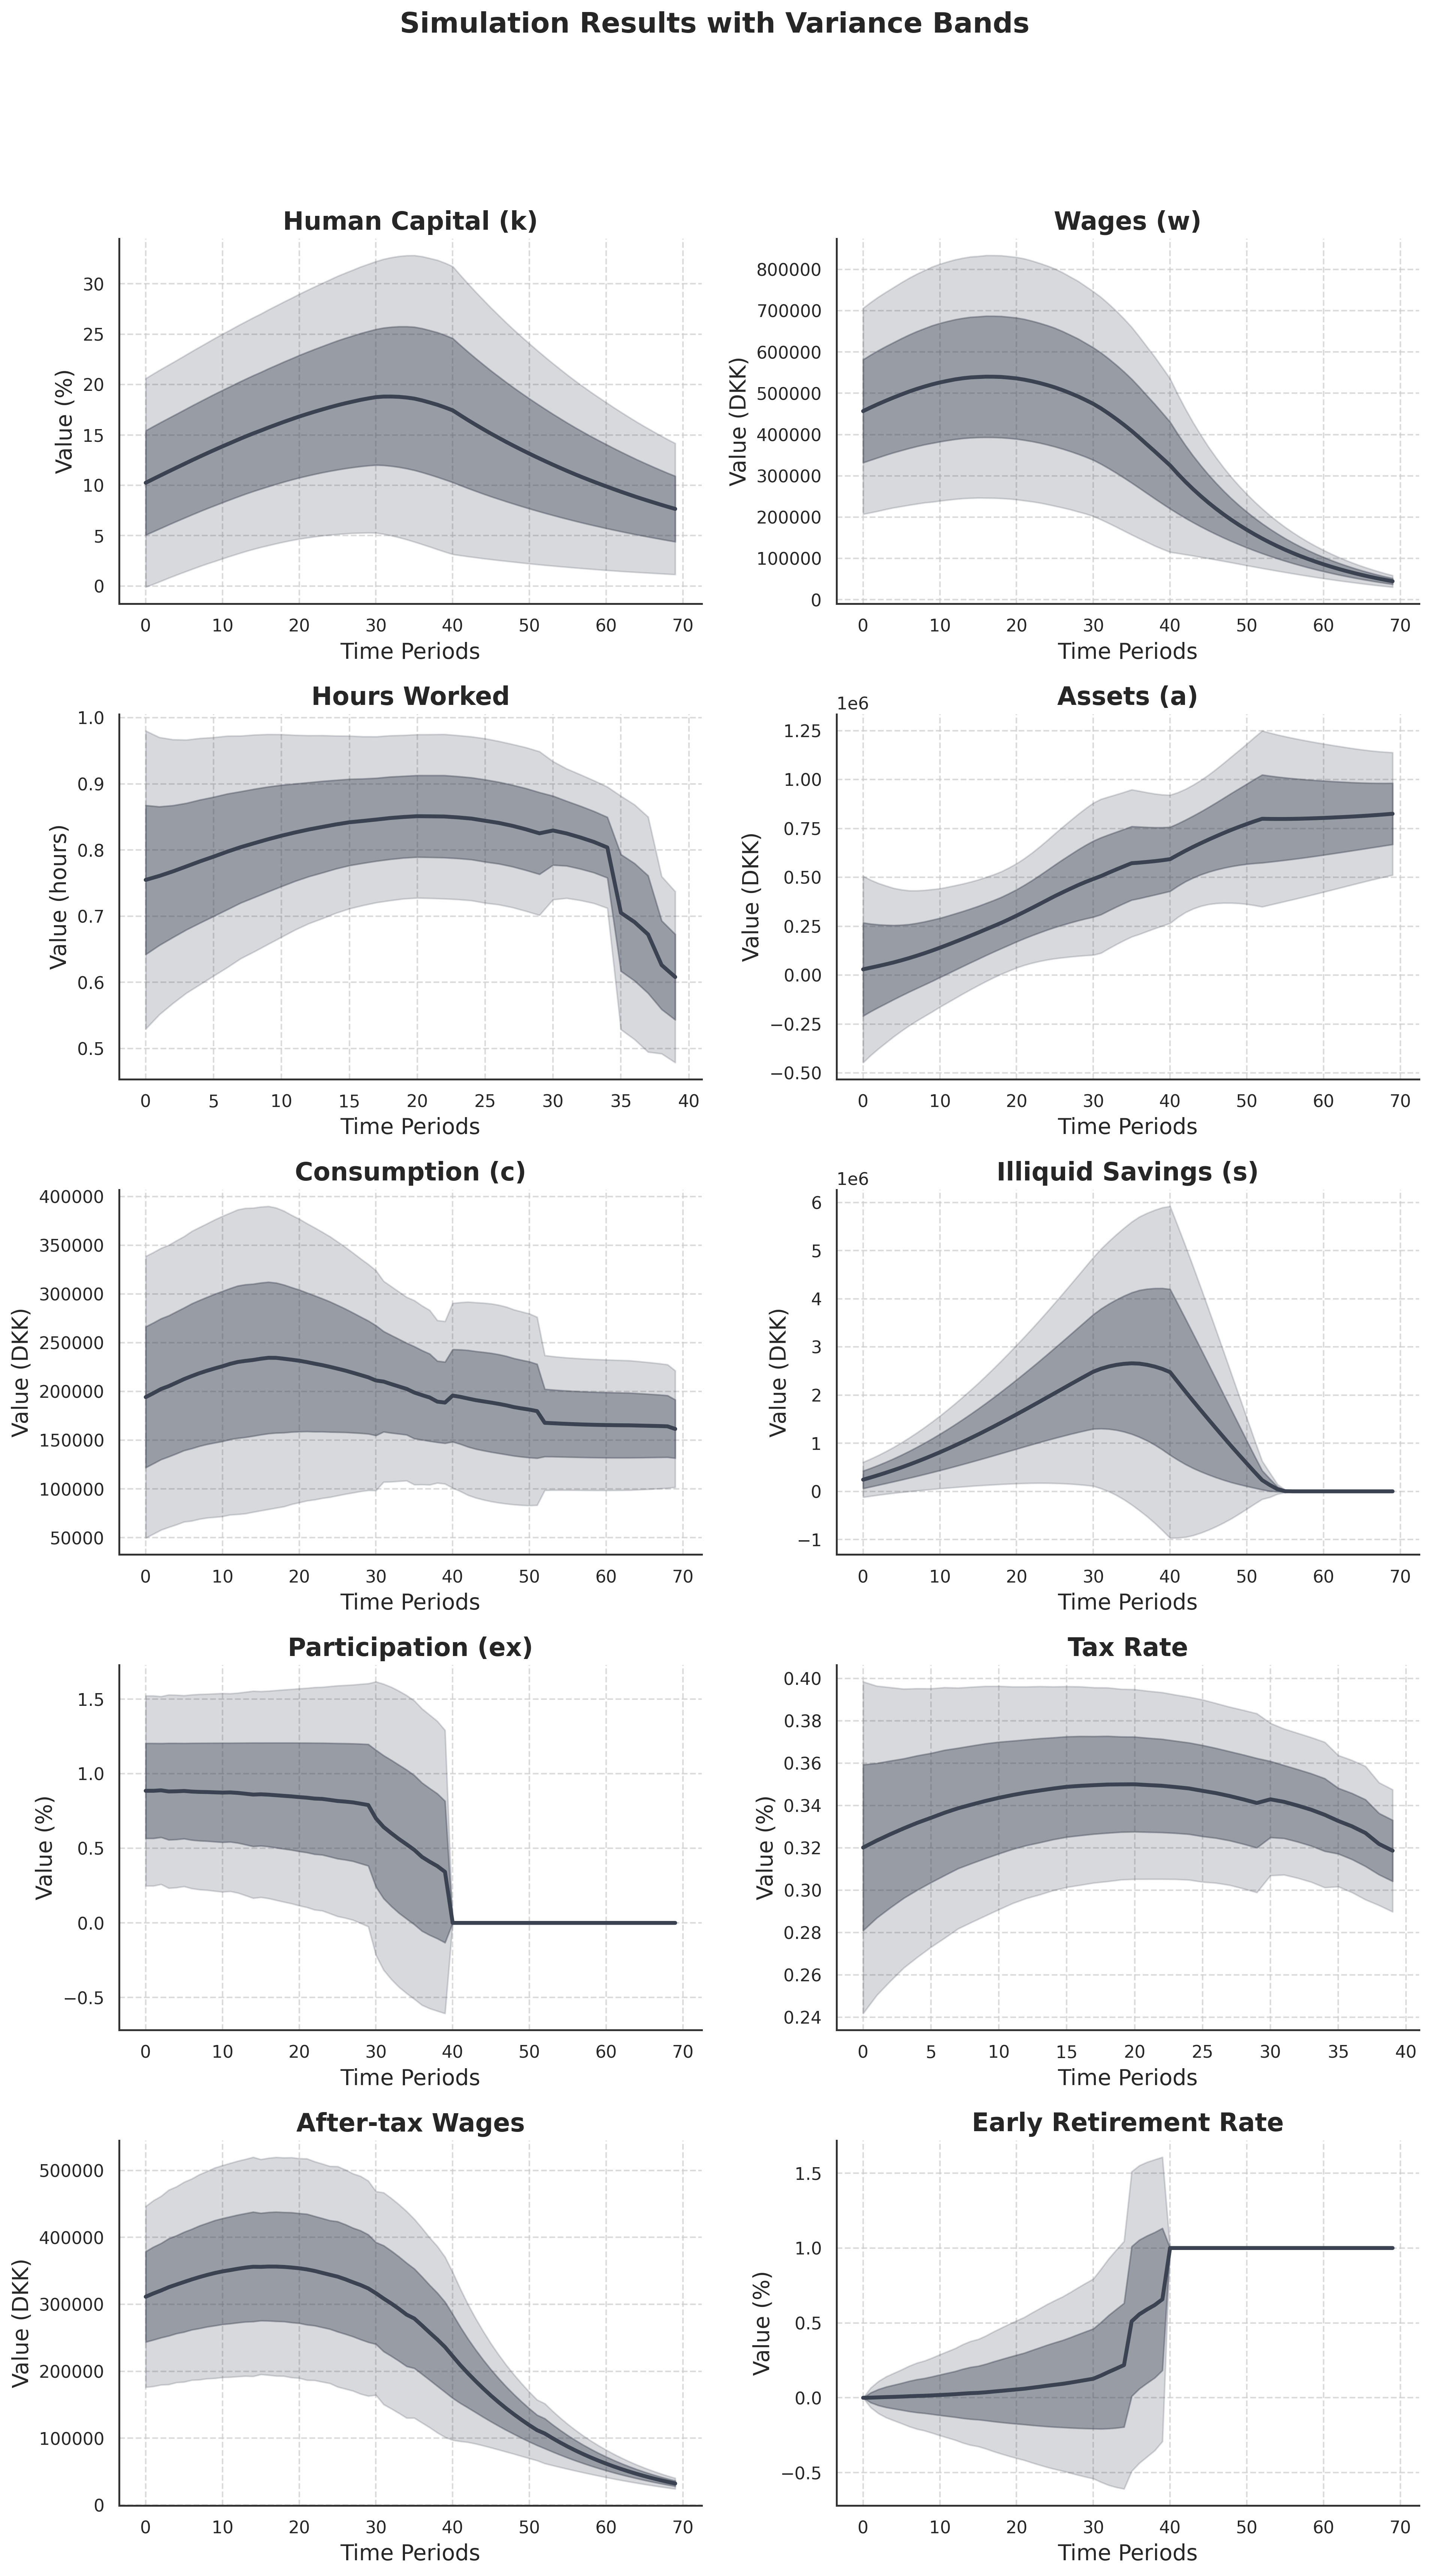 Simulation Results with Variance Bands
Human Capital (k)
Value (%)
30
25
20
15
10
5
0
0 10 20 30 40 50 60 70
Time Periods
Wages (w)
Value (DKK)
800000
700000
600000
500000
400000
300000
200000
100000
0
0 10 20 30 40 50 60 70
Time Periods
Hours Worked
Value (hours)
1.0
0.9
0.8
0.7
0.6
0.5
0 5 10 15 20 25 30 35 40
Time Periods
Assets (a)
1e6
Value (DKK)
1.25
1.00
0.75
0.50
0.25
0.00
−0.25
−0.50
0 10 20 30 40 50 60 70
Time Periods
Consumption (c)
Value (DKK)
400000
350000
300000
250000
200000
150000
100000
50000
0 10 20 30 40 50 60 70
Time Periods
Illiquid Savings (s)
1e6
Value (DKK)
6
5
4
3
2
1
0
−1
0 10 20 30 40 50 60 70
Time Periods
Participation (ex)
Value (%)
1.5
1.0
0.5
0.0
−0.5
0 10 20 30 40 50 60 70
Time Periods
Tax Rate
Value (%)
0.40
0.38
0.36
0.34
0.32
0.30
0.28
0.26
0.24
0 5 10 15 20 25 30 35 40
Time Periods
After-tax Wages
Value (DKK)
500000
400000
300000
200000
100000
0
0 10 20 30 40 50 60 70
Time Periods
Early Retirement Rate
Value (%)
1.5
1.0
0.5
0.0
−0.5
0 10 20 30 40 50 60 70
Time Periods